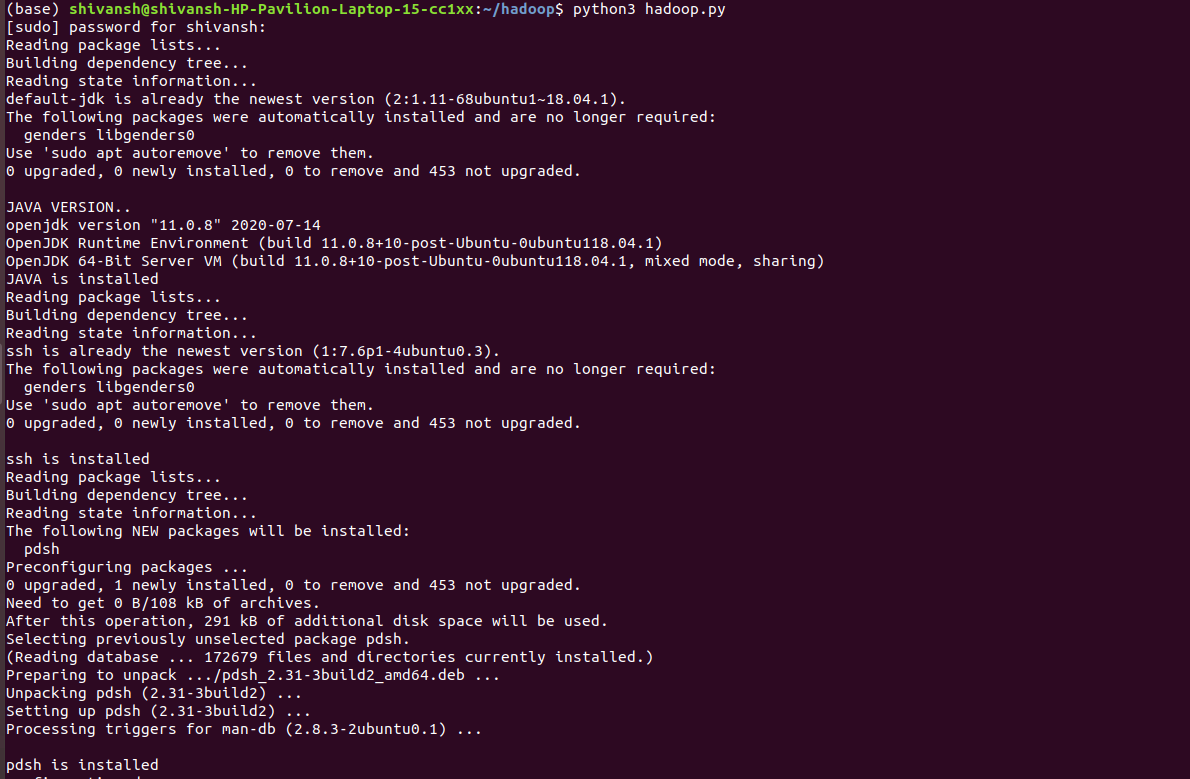 (base) shivansh@shivansh-HP-Pavilion-Laptop-15-cc1xx:~/hadoop$ python3 hadoop.py
[sudo] password for shivansh:
Reading package lists...
Building dependency tree...
Reading state information...
default-jdk is already the newest version (2:1.11-68ubuntu1~18.04.1).
The following packages were automatically installed and are no longer required:
  genders libgenders0
Use 'sudo apt autoremove' to remove them.
0 upgraded, 0 newly installed, 0 to remove and 453 not upgraded.

JAVA VERSION..
openjdk version "11.0.8" 2020-07-14
OpenJDK Runtime Environment (build 11.0.8+10-post-Ubuntu-0ubuntu118.04.1)
OpenJDK 64-Bit Server VM (build 11.0.8+10-post-Ubuntu-0ubuntu118.04.1, mixed mode, sharing)
JAVA is installed
Reading package lists...
Building dependency tree...
Reading state information...
ssh is already the newest version (1:7.6p1-4ubuntu0.3).
The following packages were automatically installed and are no longer required:
  genders libgenders0
Use 'sudo apt autoremove' to remove them.
0 upgraded, 0 newly installed, 0 to remove and 453 not upgraded.

ssh is installed
Reading package lists...
Building dependency tree...
Reading state information...
The following NEW packages will be installed:
  pdsh
Preconfiguring packages ...
0 upgraded, 1 newly installed, 0 to remove and 453 not upgraded.
Need to get 0 B/108 kB of archives.
After this operation, 291 kB of additional disk space will be used.
Selecting previously unselected package pdsh.
(Reading database ... 172679 files and directories currently installed.)
Preparing to unpack .../pdsh_2.31-3build2_amd64.deb ...
Unpacking pdsh (2.31-3build2) ...
Setting up pdsh (2.31-3build2) ...
Processing triggers for man-db (2.8.3-2ubuntu0.1) ...

pdsh is installed